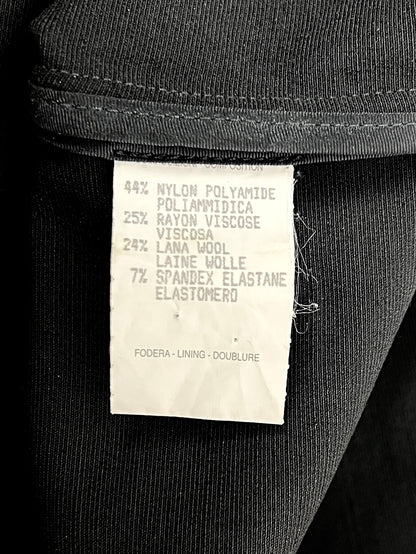 COMPOSITION
44% NYLON POLYAMIDE
POLIAMMIDICA
25% RAYON VISCOSE
VISCOSA
24% LANA WOOL
LAINE WOLLE
7% SPANDEX ELASTANE
ELASTOMERO
FODERA - LINING - DOUBLURE